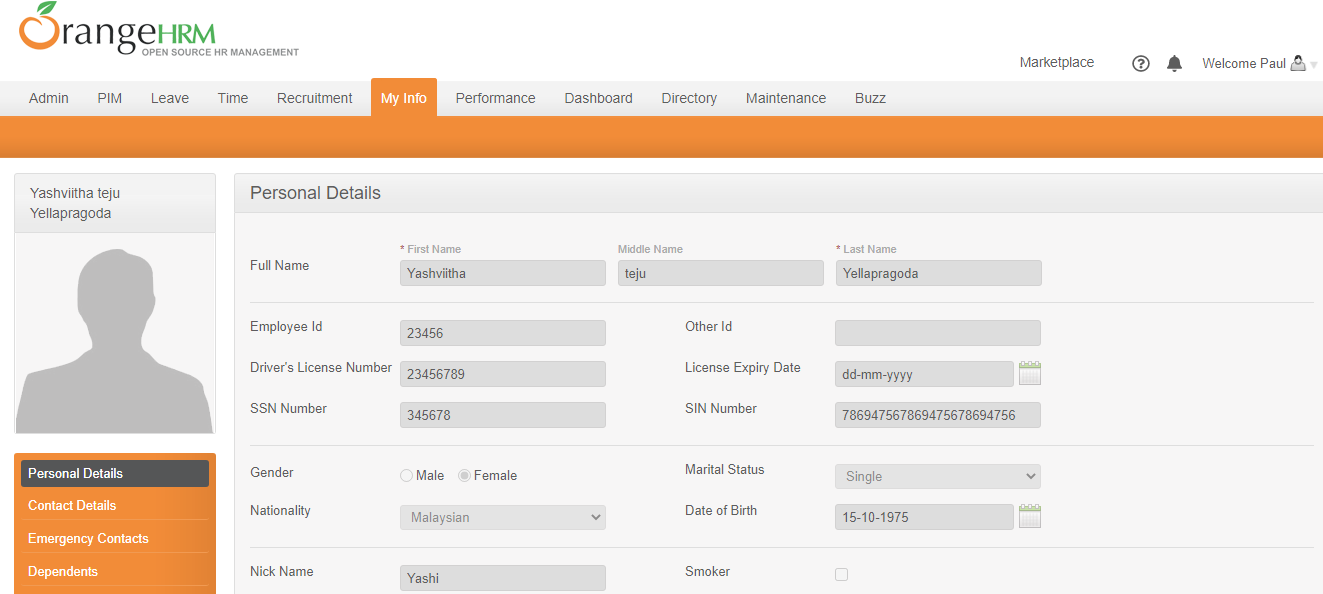 OrangeHRM
OPEN SOURCE HR MANAGEMENT
Marketplace ? Welcome Paul
Admin PIM Leave Time Recruitment My Info Performance Dashboard Directory Maintenance Buzz
Yashviitha teju
Yellapragoda
Personal Details
Contact Details
Emergency Contacts
Dependents
Personal Details
* First Name Middle Name * Last Name
Full Name Yashviitha teju Yellapragoda
Employee Id 23456 Other Id
Driver's License Number 23456789 License Expiry Date dd-mm-yyyy
SSN Number 345678 SIN Number 786947567869475678694756
Gender Male Female Marital Status Single
Nationality Malaysian Date of Birth 15-10-1975
Nick Name Yashi Smoker